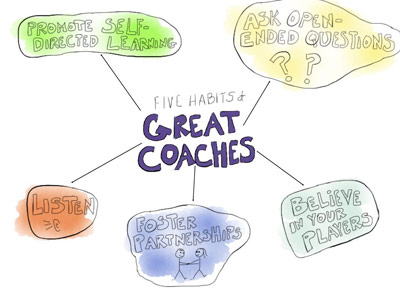 PROMOTE SELF-
DIRECTED LEARNING
ASK OPEN-
ENDED QUESTIONS
? ?
FIVE HABITS of
GREAT
COACHES
LISTEN
FOSTER
PARTNERSHIPS
BELIEVE
IN YOUR
PLAYERS